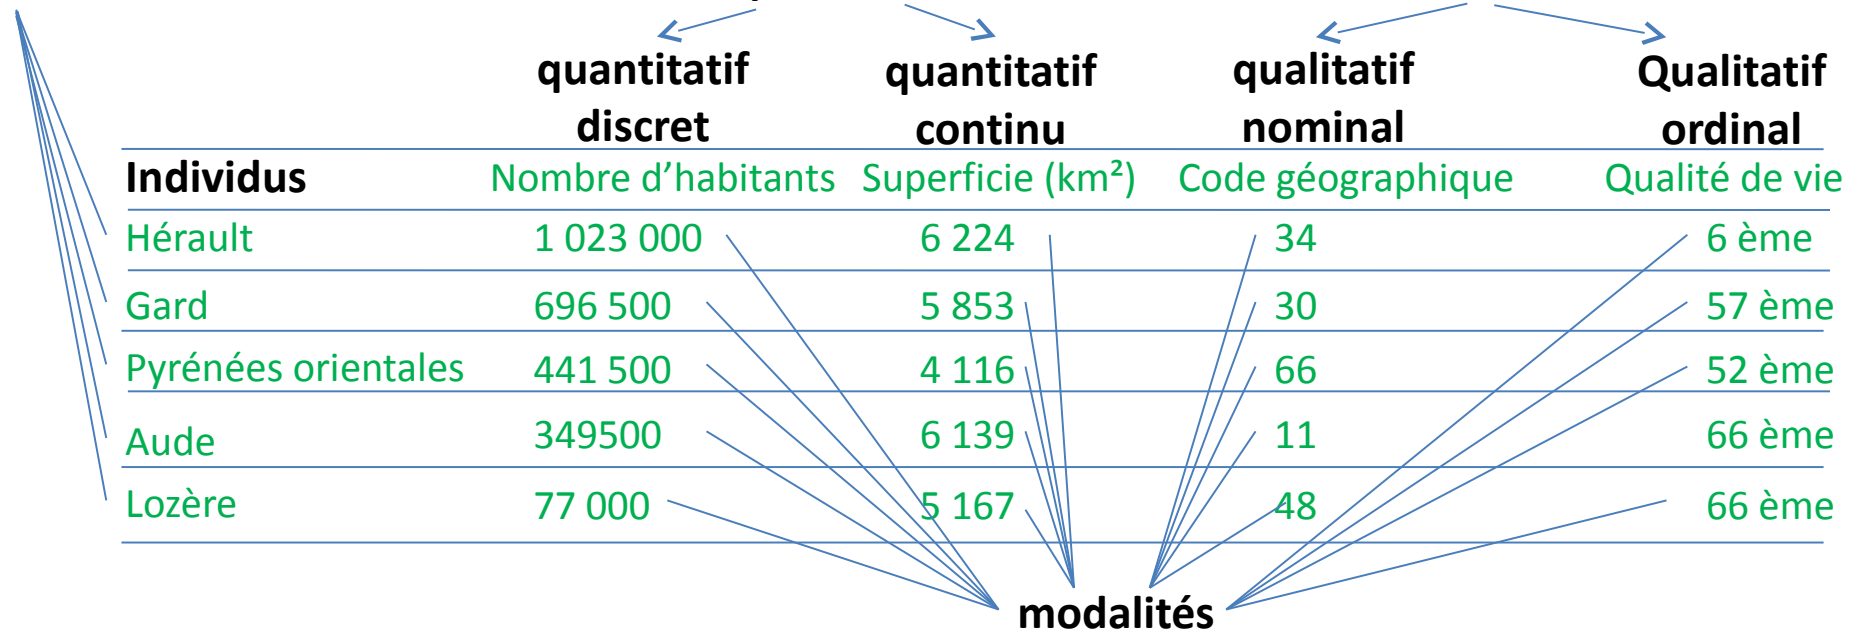 quantitatif quantitatif qualitatif Qualitatif
discret continu nominal ordinal
Individus Nombre d’habitants Superficie (km²) Code géographique Qualité de vie
Hérault 1 023 000 6 224 34 6 ème
Gard 696 500 5 853 30 57 ème
Pyrénées orientales 441 500 4 116 66 52 ème
Aude 349500 6 139 11 66 ème
Lozère 77 000 5 167 48 66 ème
modalités